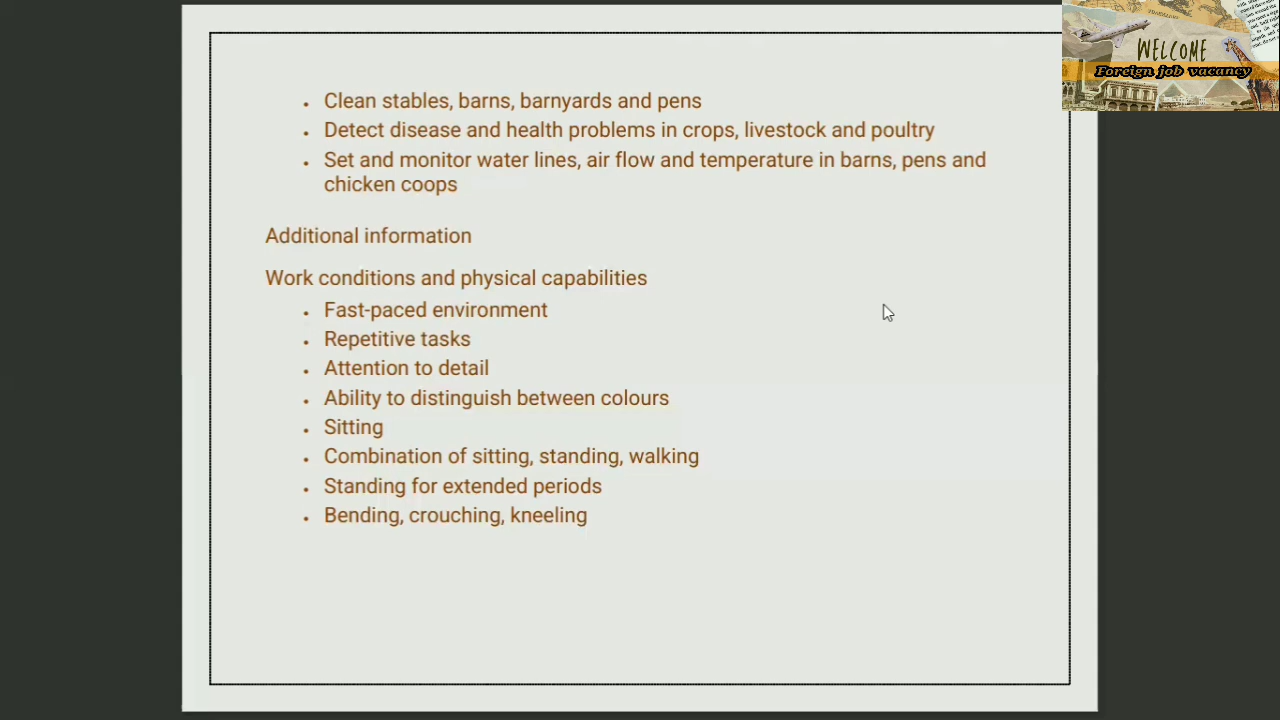 Clean stables, barns, barnyards and pens
Detect disease and health problems in crops, livestock and poultry
Set and monitor water lines, air flow and temperature in barns, pens and
chicken coops
Additional information
Work conditions and physical capabilities
Fast-paced environment
Repetitive tasks
Attention to detail
Ability to distinguish between colours
Sitting
Combination of sitting, standing, walking
Standing for extended periods
Bending, crouching, kneeling
WELCOME
Foreign job vacancy